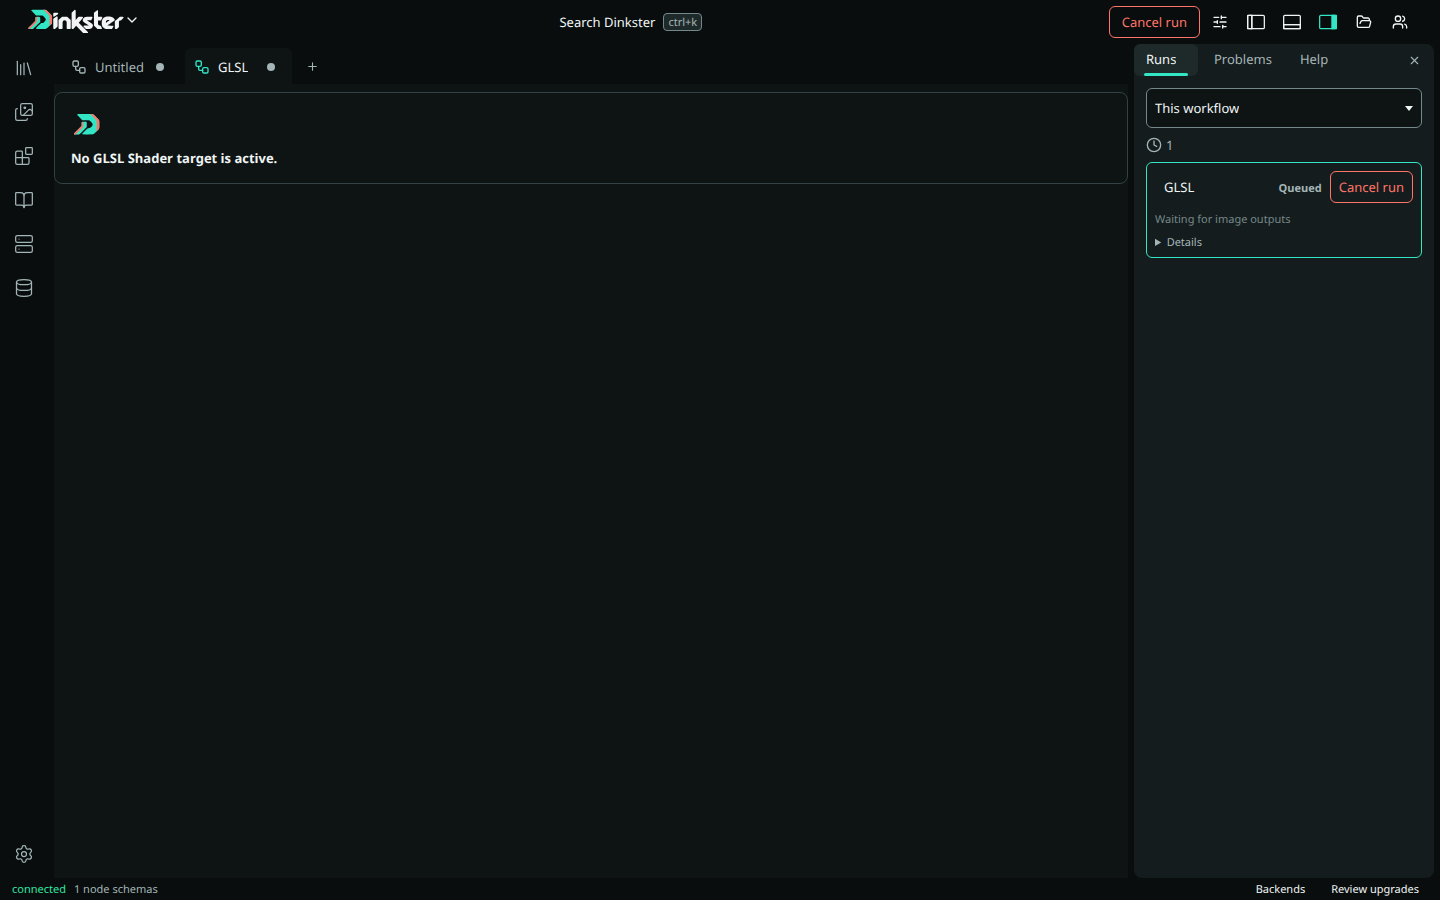 Dinkster
Search Dinkster ctrl+k
Cancel run
Untitled
GLSL
No GLSL Shader target is active.
Runs Problems Help
This workflow
1
GLSL Queued Cancel run
Waiting for image outputs
Details
connected 1 node schemas
Backends Review upgrades